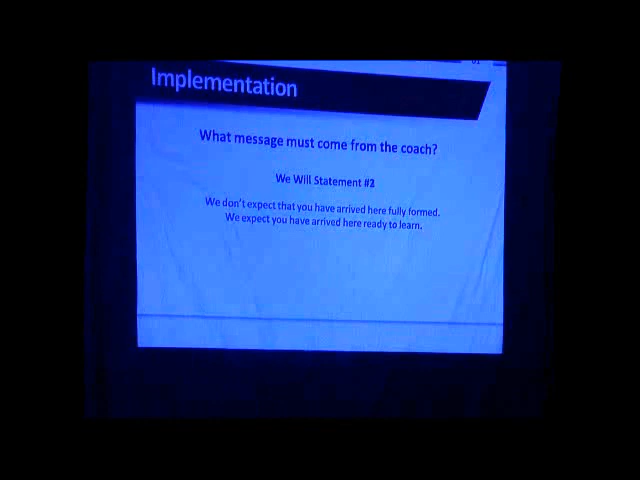 Implementation
What message must come from the coach?
We Will Statement #2
We don't expect that you have arrived here fully formed.
We expect you have arrived here ready to learn.